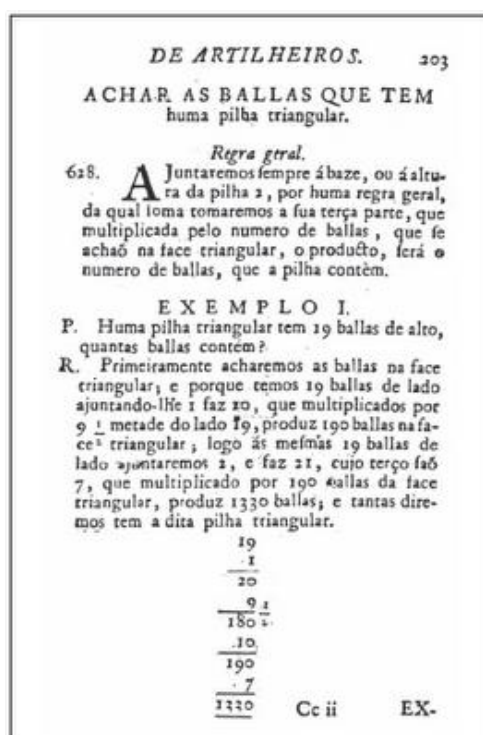 DE ARTILHEIROS. 203
ACHAR AS BALLAS QUE TEM
huma pilha triangular.
Regra geral.
628. AJuntaremos sempre á baze, ou á altu-
ra da pilha 2, por huma regra geral,
da qual soma tomaremos a sua terça parte, que
multiplicada pelo numero de ballas, que se
achaõ na face triangular, o producto, será o
numero de ballas, que a pilha contèm.
EXEMPLO I.
P. Huma pilha triangular tem 19 ballas de alto,
quantas ballas contém?
R. Primeiramente acharemos as ballas na face
triangular; e porque temos 19 ballas de lado
ajuntando-lhe 1 faz 20, que multiplicados por
9 1/2 metade do lado 19, produz 190 ballas na fa-
ce triangular; logo ás mesmas 19 ballas de
lado ajuntaremos 2, e faz 21, cujo terço saõ
7, que multiplicado por 190 ballas da face
triangular, produz 1330 ballas; e tantas dire-
mos tem a dita pilha triangular.
19
1
20
9 1/2
180
10
190
7
1330
Cc ii EX-